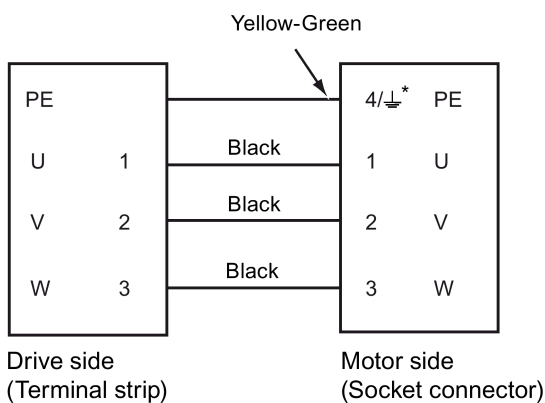 Yellow-Green
PE 4/⏚* PE
Black
U 1 1 U
Black
V 2 2 V
Black
W 3 3 W
Drive side
(Terminal strip)
Motor side
(Socket connector)